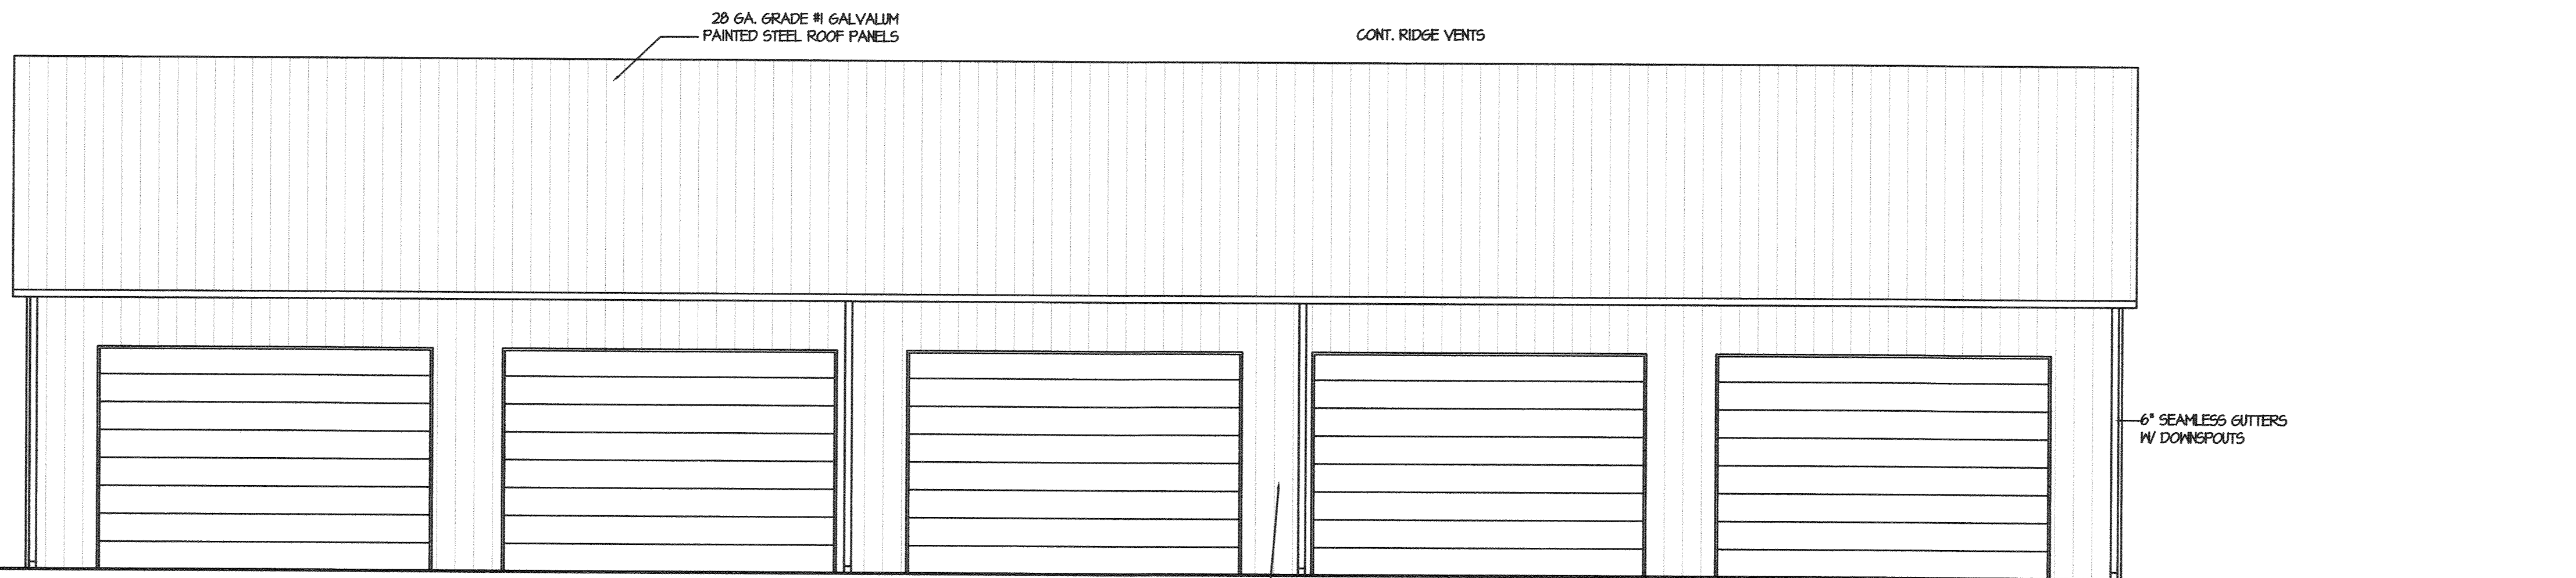 28 GA. GRADE #1 GALVALUM
PAINTED STEEL ROOF PANELS
CONT. RIDGE VENTS
6" SEAMLESS GUTTERS
W/ DOWNSPOUTS